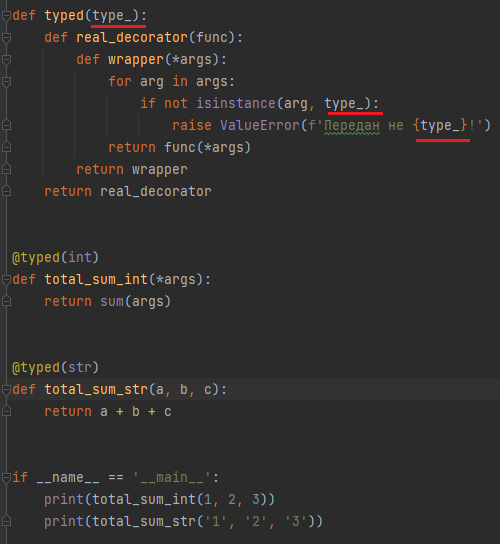 def typed(type_):
    def real_decorator(func):
        def wrapper(*args):
            for arg in args:
                if not isinstance(arg, type_):
                    raise ValueError(f'Передан не {type_}!')
            return func(*args)
        return wrapper
    return real_decorator
@typed(int)
def total_sum_int(*args):
    return sum(args)
@typed(str)
def total_sum_str(a, b, c):
    return a + b + c
if __name__ == '__main__':
    print(total_sum_int(1, 2, 3))
    print(total_sum_str('1', '2', '3'))